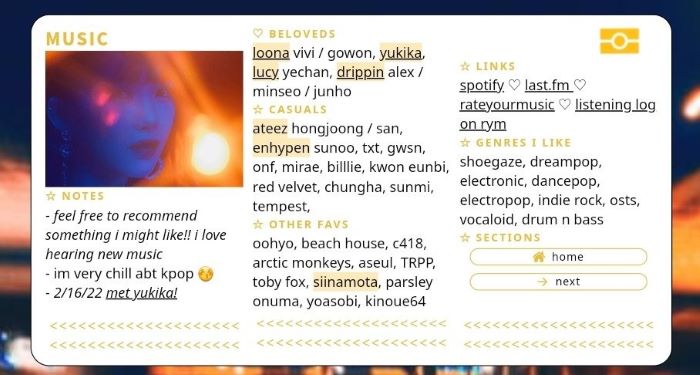 MUSIC
☆ NOTES
- feel free to recommend
something i might like!! i love
hearing new music
- im very chill abt kpop 😚
- 2/16/22 met yukika!
<<<<<<<<<<<<<<<<<<<
<<<<<<<<<<<<<<<<<<<
♡ BELOVEDS
loona vivi / gowon, yukika,
lucy yechan, drippin alex /
minseo / junho
☆ CASUALS
ateez hongjoong / san,
enhypen sunoo, txt, gwsn,
onf, mirae, billlie, kwon eunbi,
red velvet, chungha, sunmi,
tempest,
☆ OTHER FAVS
oohyo, beach house, c418,
arctic monkeys, aseul, TRPP,
toby fox, siinamota, parsley
onuma, yoasobi, kinoue64
<<<<<<<<<<<<<<<<<<<
<<<<<<<<<<<<<<<<<<<
☆ LINKS
spotify ♡ last.fm ♡
rateyourmusic ♡ listening log
on rym
☆ GENRES I LIKE
shoegaze, dreampop,
electronic, dancepop,
electropop, indie rock, osts,
vocaloid, drum n bass
☆ SECTIONS
home
→ next
<<<<<<<<<<<<<<<<<<<
<<<<<<<<<<<<<<<<<<<